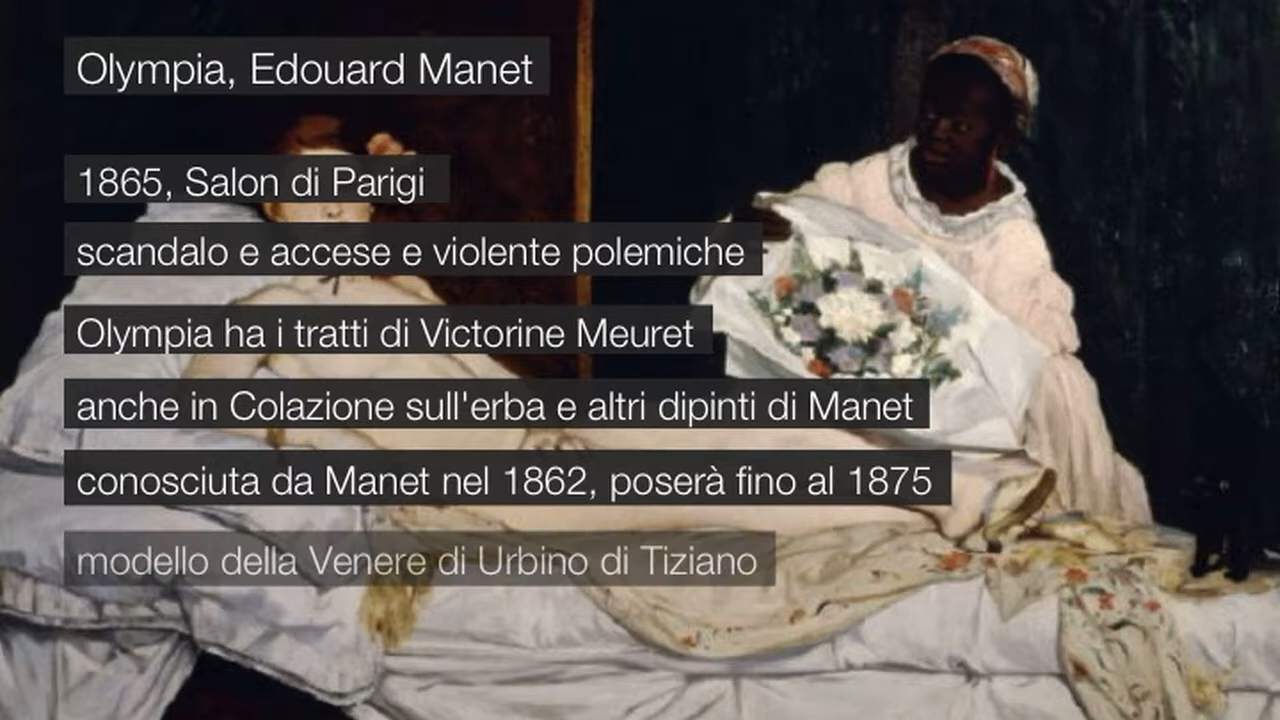 Olympia, Edouard Manet
1865, Salon di Parigi
scandalo e accese e violente polemiche
Olympia ha i tratti di Victorine Meuret
anche in Colazione sull'erba e altri dipinti di Manet
conosciuta da Manet nel 1862, poserà fino al 1875
modello della Venere di Urbino di Tiziano